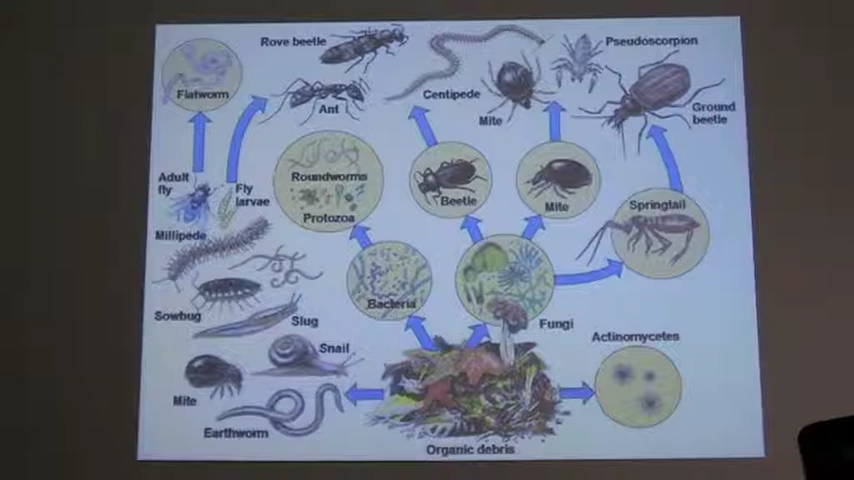 Rove beetle
Pseudoscorpion
Flatworm
Ant
Centipede
Mite
Ground
beetle
Adult
fly
Fly
larvae
Roundworms
Protozoa
Beetle
Mite
Springtail
Millipede
Bacteria
Sowbug
Slug
Fungi
Actinomycetes
Snail
Mite
Earthworm
Organic debris